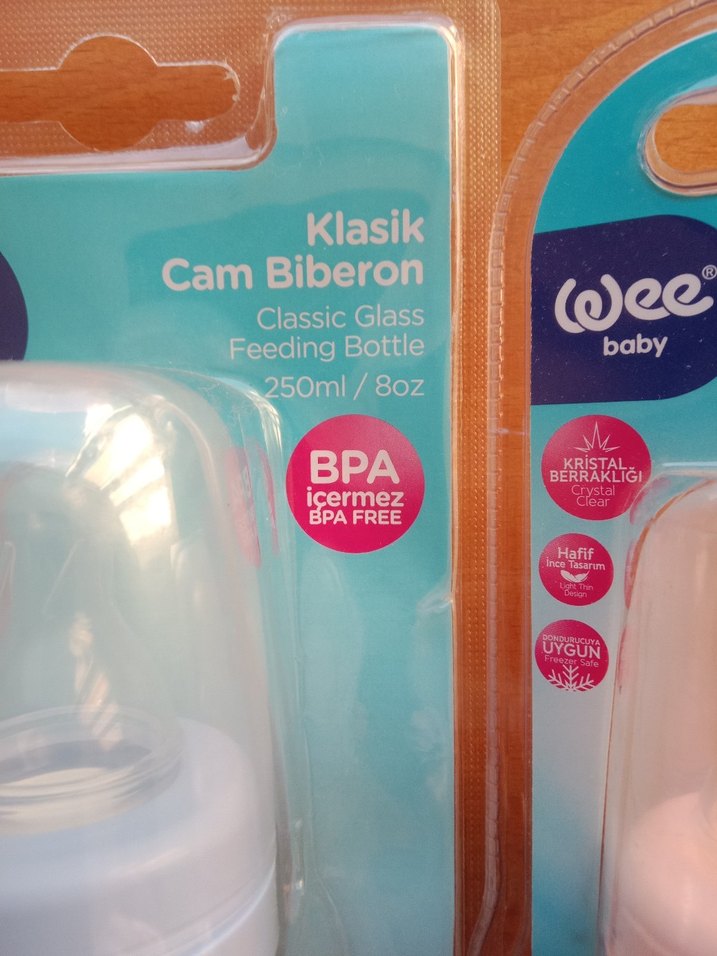 Klasik
Cam Biberon
Classic Glass
Feeding Bottle
250ml / 8oz
BPA
içermez
BPA FREE
wee®
baby
KRİSTAL
BERRAKLIĞI
Crystal
Clear
Hafif
İnce Tasarım
Light Thin
Design
DONDURUCUYA
UYGUN
Freezer Safe